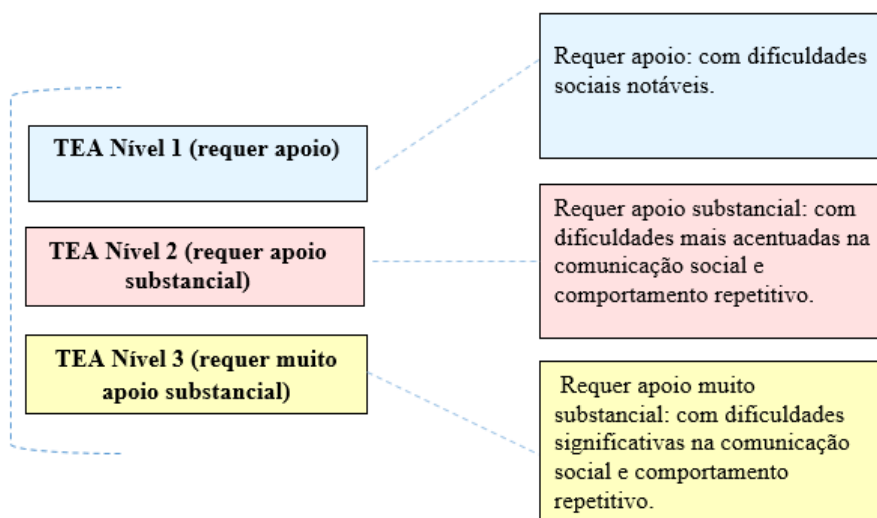 TEA Nível 1 (requer apoio)
Requer apoio: com dificuldades
sociais notáveis.
TEA Nível 2 (requer apoio
substancial)
Requer apoio substancial: com
dificuldades mais acentuadas na
comunicação social e
comportamento repetitivo.
TEA Nível 3 (requer muito
apoio substancial)
Requer apoio muito
substancial: com dificuldades
significativas na comunicação
social e comportamento
repetitivo.